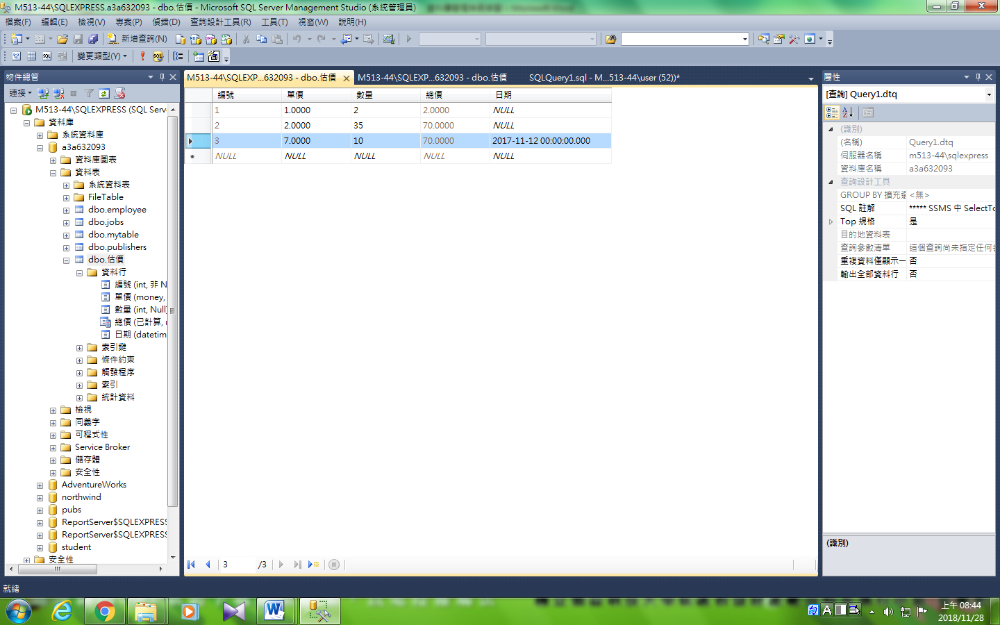 M513-44\SQLEXPRESS.a3a632093 - dbo.估價 - Microsoft SQL Server Management Studio (系統管理員)
檔案(F) 編輯(E) 檢視(V) 專案(P) 偵錯(D) 查詢設計工具(R) 工具(T) 視窗(W) 說明(H)
新增查詢(N)
變更類型(Y)
物件總管
連接
M513-44\SQLEXPRESS (SQL Serv
資料庫
系統資料庫
a3a632093
資料庫圖表
資料表
系統資料表
FileTable
dbo.employee
dbo.jobs
dbo.mytable
dbo.publishers
dbo.估價
資料行
編號 (int, 非 N
單價 (money,
數量 (int, Null
總價 (已計算,
日期 (datetim
索引鍵
條件約束
觸發程序
索引
統計資料
檢視
同義字
可程式性
Service Broker
儲存體
安全性
AdventureWorks
northwind
pubs
ReportServer$SQLEXPRESS
ReportServer$SQLEXPRESS
student
安全性
M513-44\SQLEXP...632093 - dbo.估價 M513-44\SQLEXP...632093 - dbo.估價 SQLQuery1.sql - M...513-44\user (52))*
編號 單價 數量 總價 日期
1 1.0000 2 2.0000 NULL
2 2.0000 35 70.0000 NULL
3 7.0000 10 70.0000 2017-11-12 00:00:00.000
NULL NULL NULL NULL NULL
3 /3
屬性
[查詢] Query1.dtq
(識別)
(名稱) Query1.dtq
伺服器名稱 m513-44\sqlexpress
資料庫名稱 a3a632093
查詢設計工具
GROUP BY 擴充選 <無>
SQL 註解 ***** SSMS 中 SelectTo
Top 規格 是
目的地資料表
查詢參數清單 這個查詢尚未指定任何參
重複資料僅顯示一 否
輸出全部資料行 否
(識別)
就緒
上午 08:44
2018/11/28